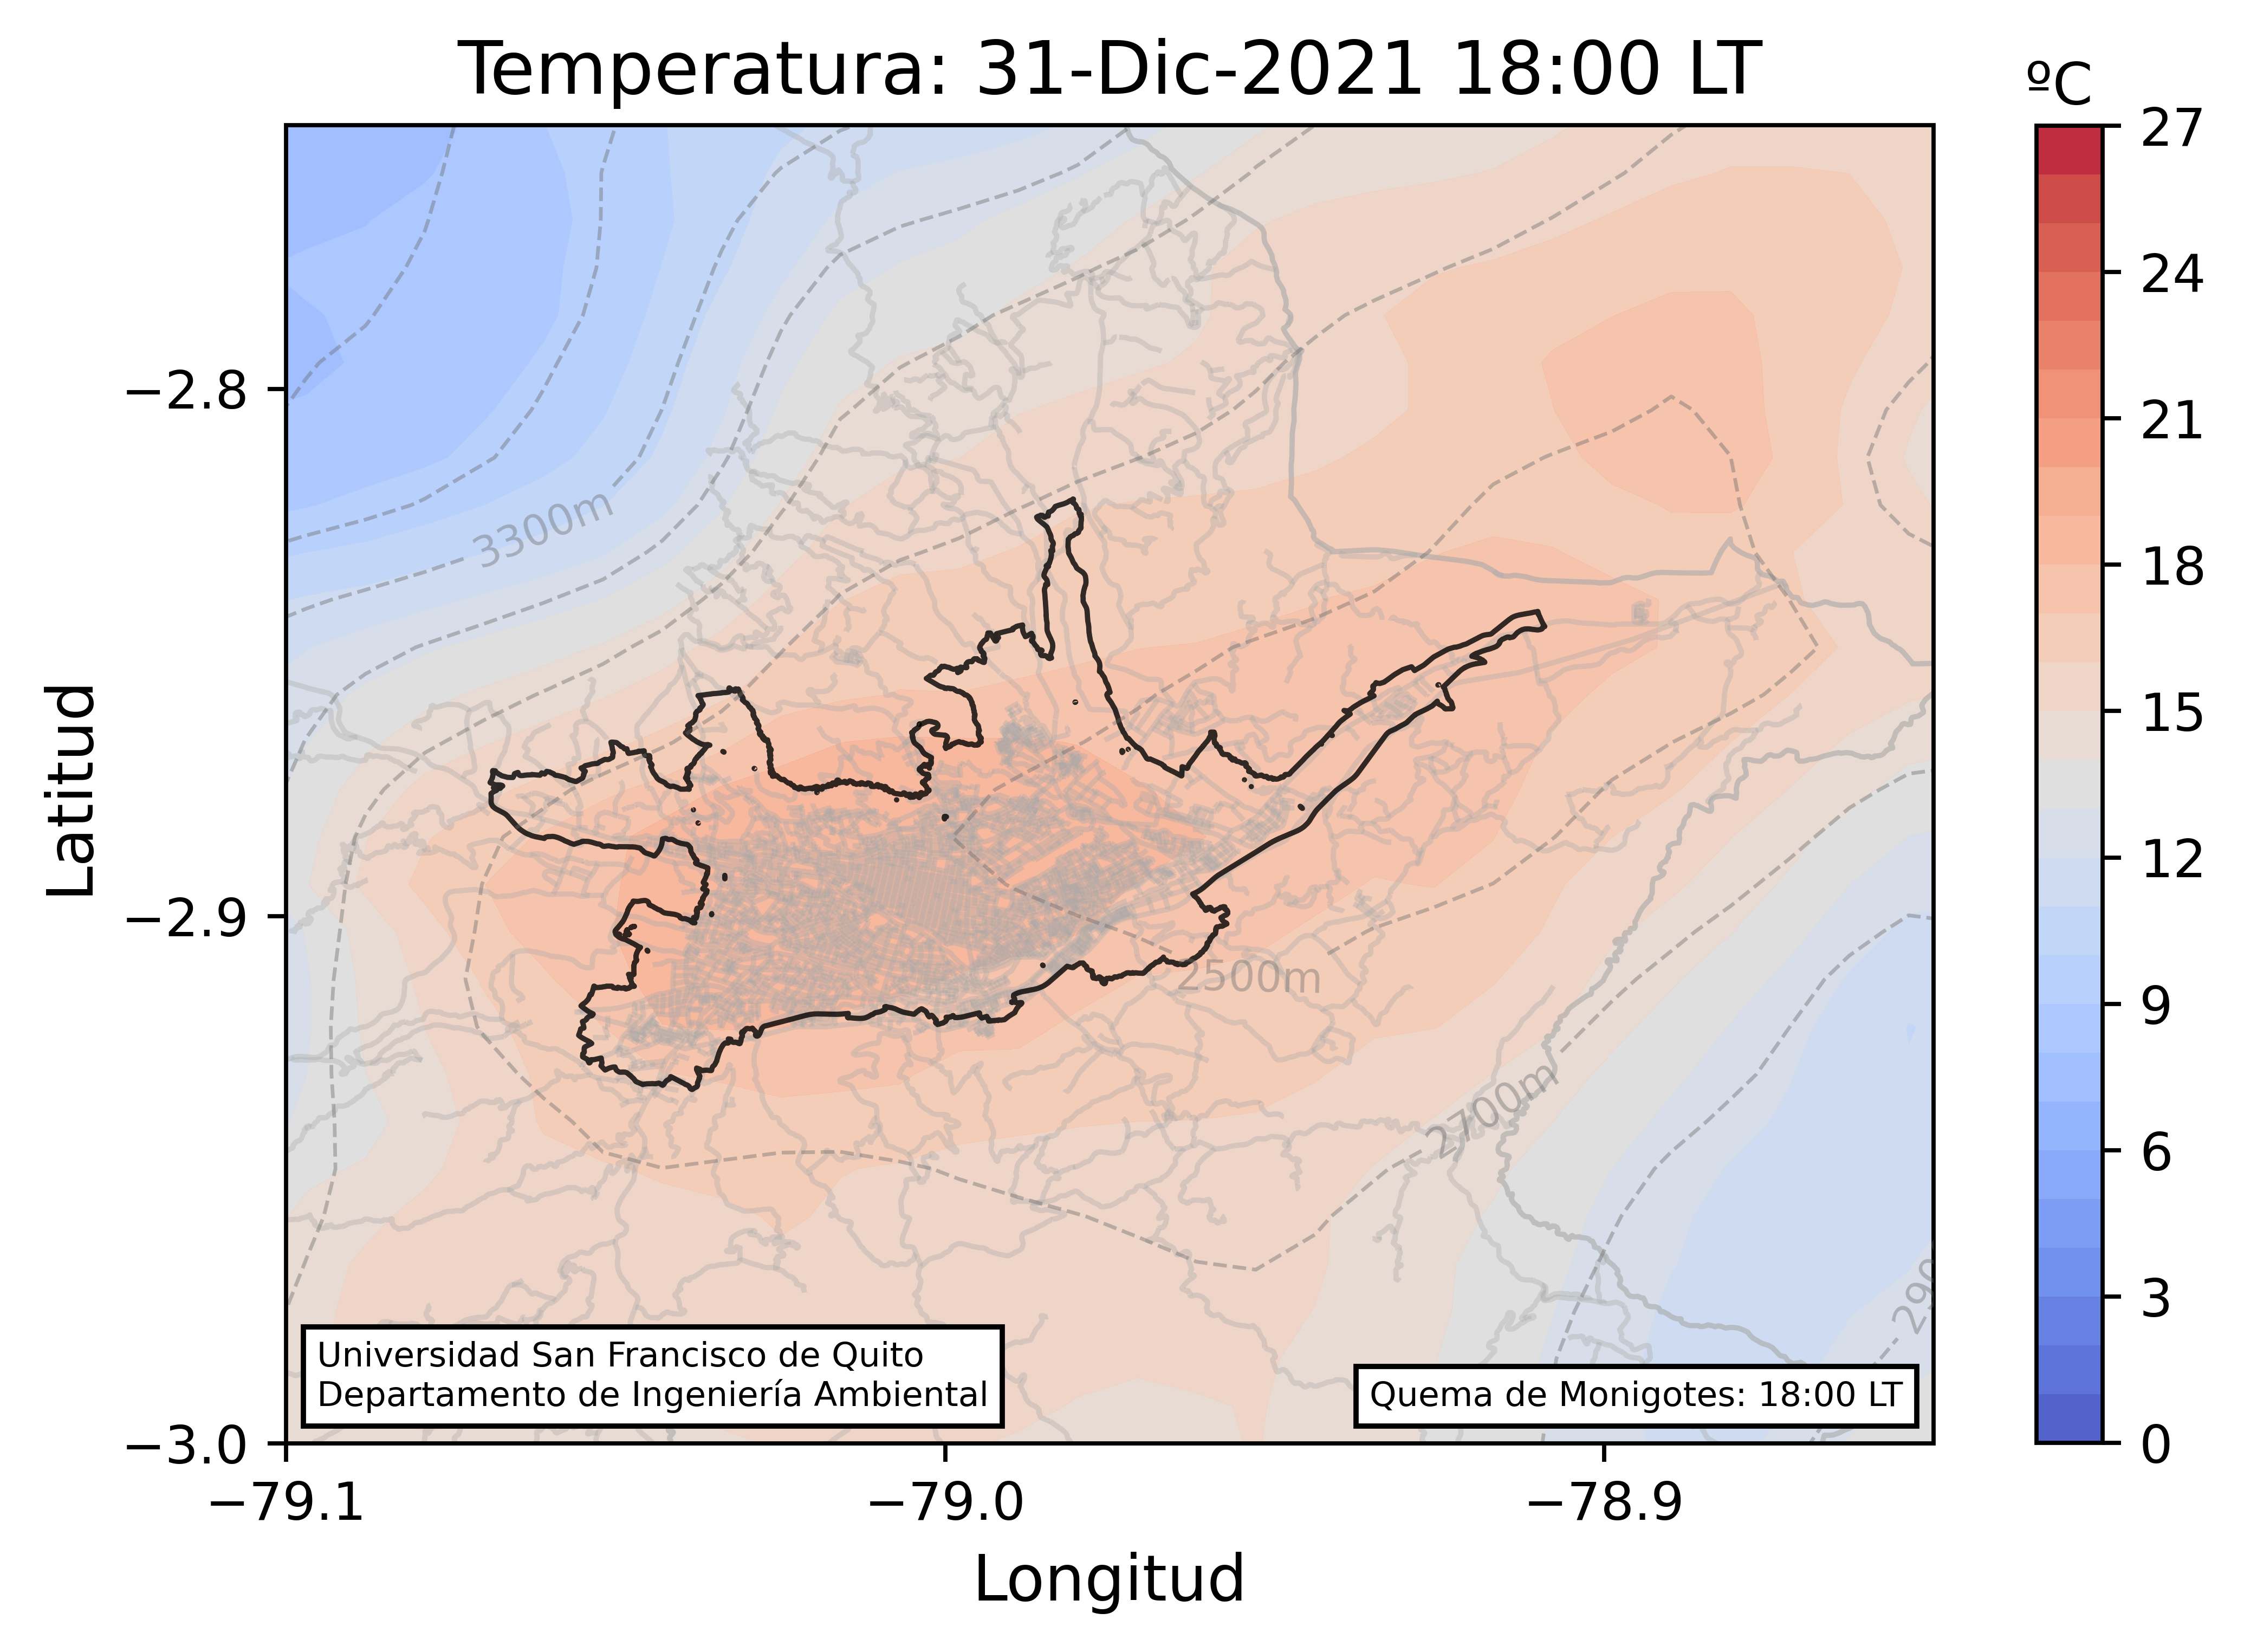 Temperatura: 31-Dic-2021 18:00 LT
ºC
27
24
21
18
15
12
9
6
3
0
Latitud
−2.8
−2.9
−3.0
3300m
2500m
2700m
Universidad San Francisco de Quito
Departamento de Ingeniería Ambiental
Quema de Monigotes: 18:00 LT
−79.1
−79.0
−78.9
Longitud